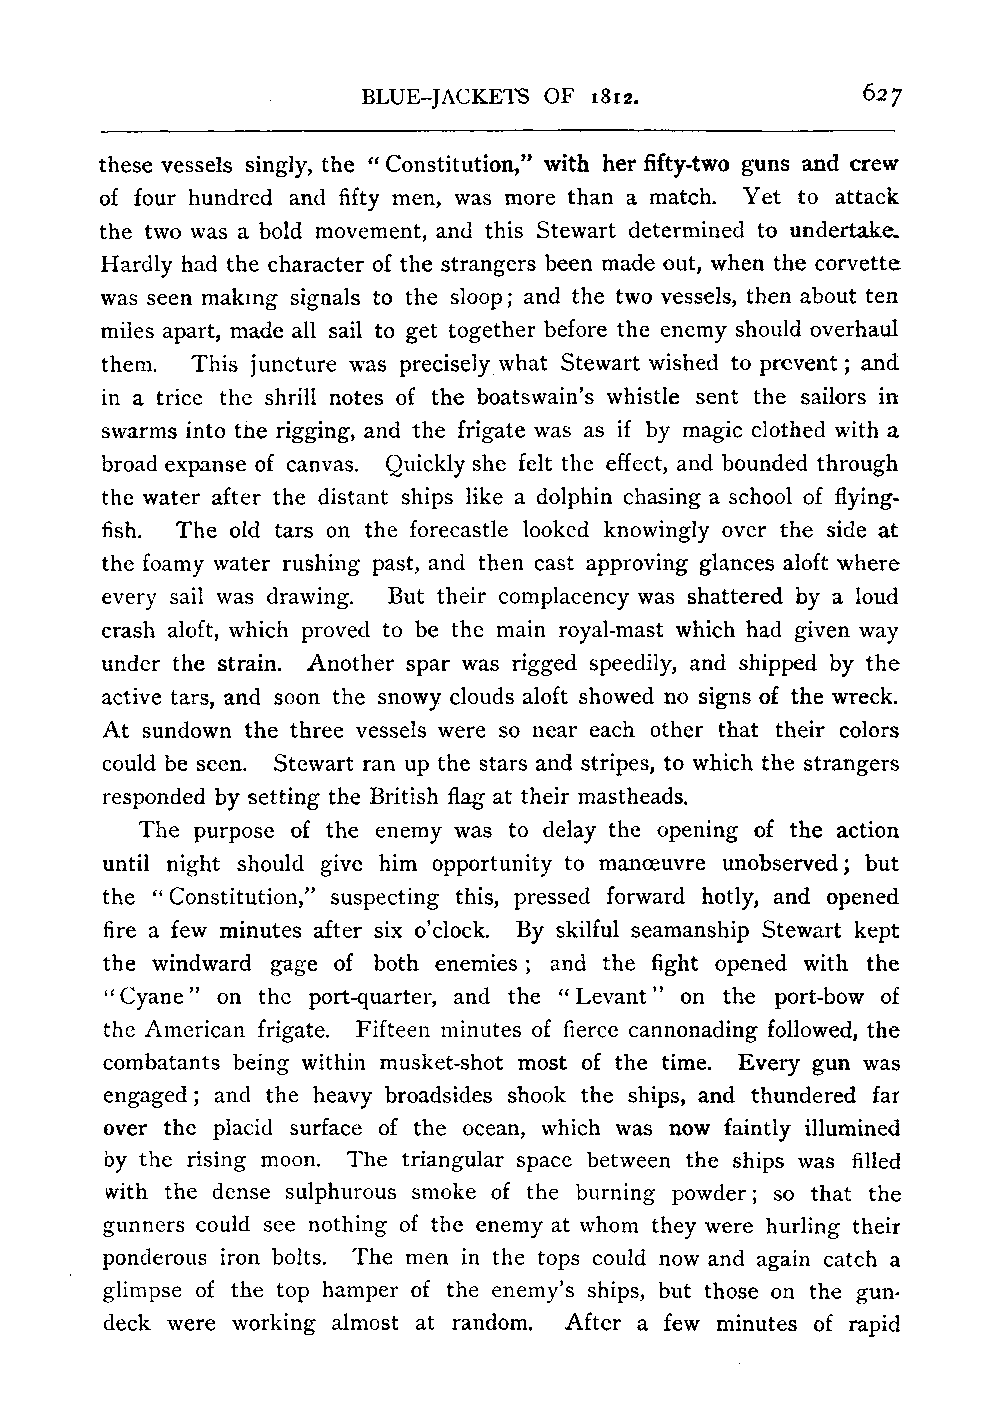 BLUE-JACKETS OF 1812. 627
these vessels singly, the “Constitution,” with her fifty-two guns and crew
of four hundred and fifty men, was more than a match. Yet to attack
the two was a bold movement, and this Stewart determined to undertake.
Hardly had the character of the strangers been made out, when the corvette
was seen making signals to the sloop; and the two vessels, then about ten
miles apart, made all sail to get together before the enemy should overhaul
them. This juncture was precisely what Stewart wished to prevent; and
in a trice the shrill notes of the boatswain's whistle sent the sailors in
swarms into the rigging, and the frigate was as if by magic clothed with a
broad expanse of canvas. Quickly she felt the effect, and bounded through
the water after the distant ships like a dolphin chasing a school of flying-
fish. The old tars on the forecastle looked knowingly over the side at
the foamy water rushing past, and then cast approving glances aloft where
every sail was drawing. But their complacency was shattered by a loud
crash aloft, which proved to be the main royal-mast which had given way
under the strain. Another spar was rigged speedily, and shipped by the
active tars, and soon the snowy clouds aloft showed no signs of the wreck.
At sundown the three vessels were so near each other that their colors
could be seen. Stewart ran up the stars and stripes, to which the strangers
responded by setting the British flag at their mastheads.
The purpose of the enemy was to delay the opening of the action
until night should give him opportunity to manœuvre unobserved; but
the “Constitution,” suspecting this, pressed forward hotly, and opened
fire a few minutes after six o'clock. By skilful seamanship Stewart kept
the windward gage of both enemies; and the fight opened with the
“Cyane” on the port-quarter, and the “Levant” on the port-bow of
the American frigate. Fifteen minutes of fierce cannonading followed, the
combatants being within musket-shot most of the time. Every gun was
engaged; and the heavy broadsides shook the ships, and thundered far
over the placid surface of the ocean, which was now faintly illumined
by the rising moon. The triangular space between the ships was filled
with the dense sulphurous smoke of the burning powder; so that the
gunners could see nothing of the enemy at whom they were hurling their
ponderous iron bolts. The men in the tops could now and again catch a
glimpse of the top hamper of the enemy's ships, but those on the gun-
deck were working almost at random. After a few minutes of rapid